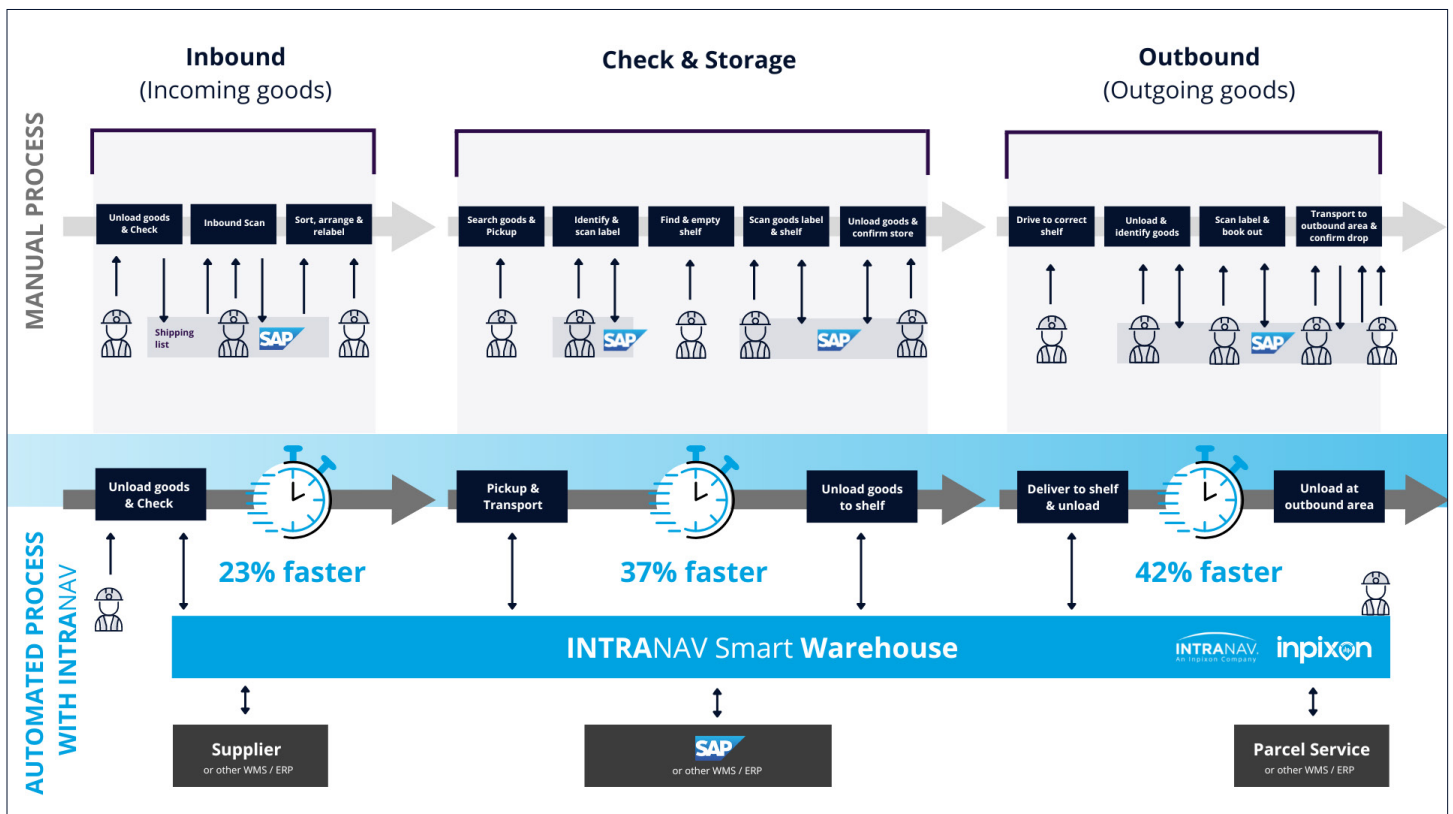 Inbound
(Incoming goods)
Check & Storage
Outbound
(Outgoing goods)
MANUAL PROCESS
Unload goods
& Check
Inbound Scan
Sort, arrange &
relabel
Search goods &
Pickup
Identify &
scan label
Find & empty
shelf
Scan goods label
& shelf
Unload goods &
confirm store
Drive to correct
shelf
Unload &
identify goods
Scan label &
book out
Transport to
outbound area &
confirm drop
Shipping
list
SAP
SAP
SAP
SAP
AUTOMATED PROCESS
WITH INTRANAV
Unload goods
& Check
Pickup &
Transport
Unload goods
to shelf
Deliver to shelf
& unload
Unload at
outbound area
23% faster
37% faster
42% faster
INTRANAV Smart Warehouse
INTRANAV.
An Inpixon Company
inpixon
Supplier
or other WMS / ERP
SAP
or other WMS / ERP
Parcel Service
or other WMS / ERP